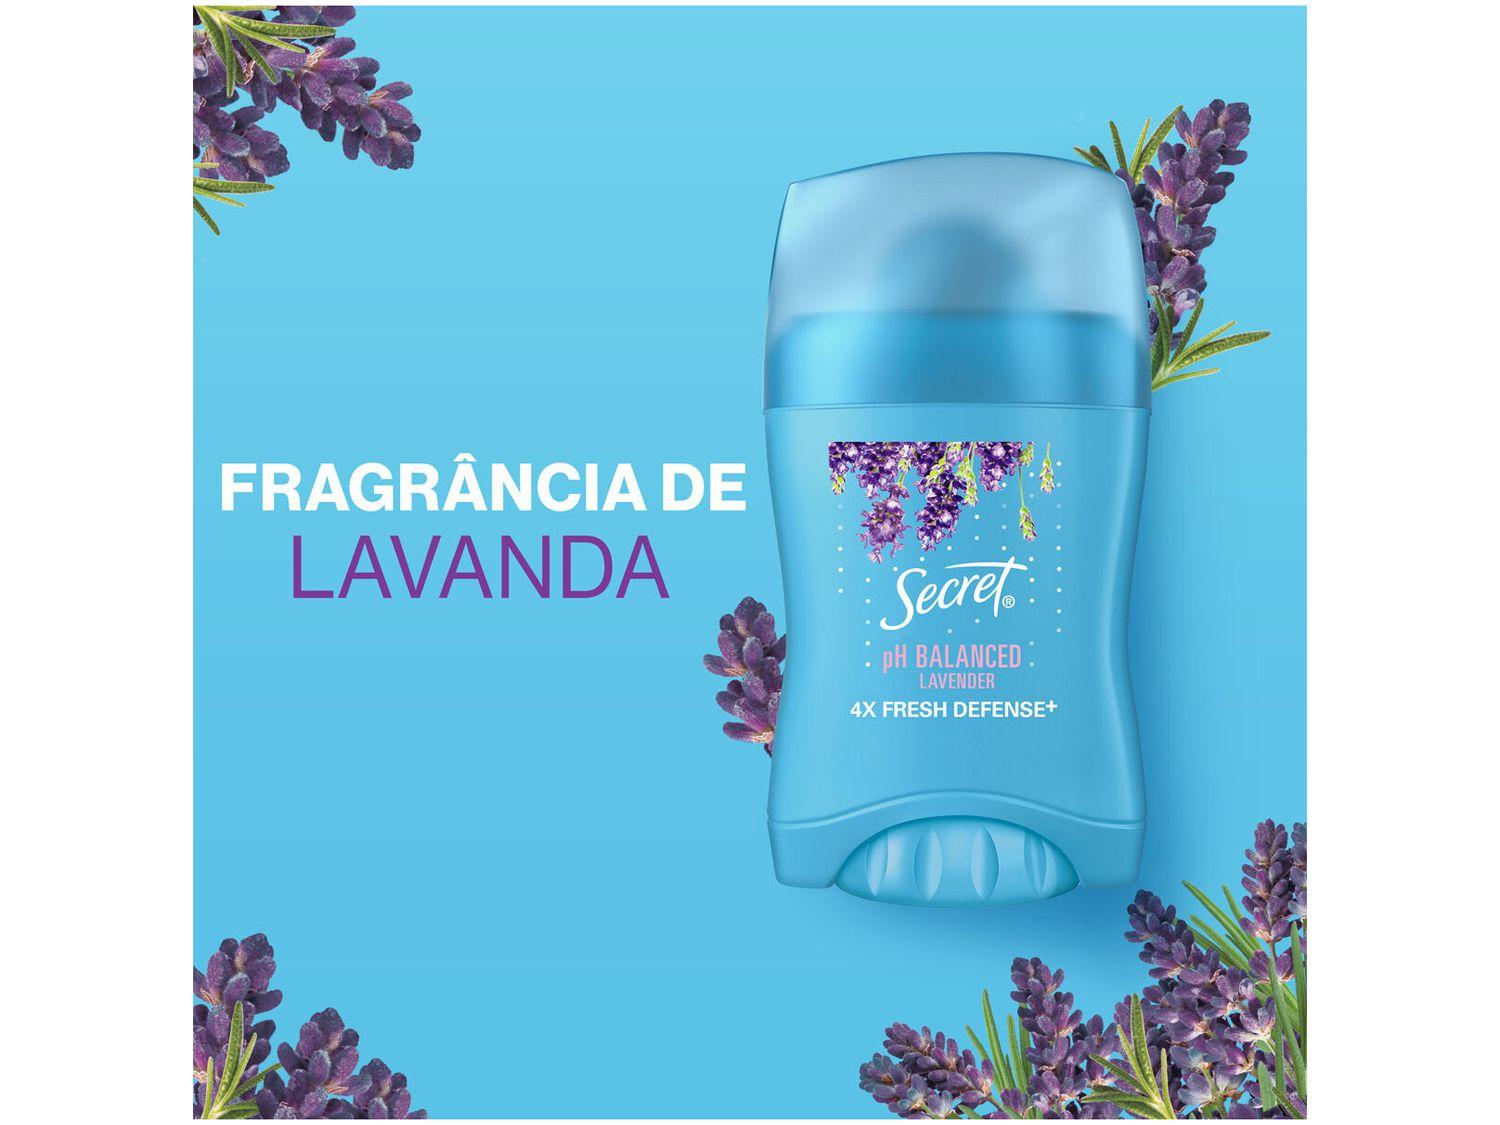 FRAGRÂNCIA DE
LAVANDA
Secret®
pH BALANCED
LAVENDER
4X FRESH DEFENSE+